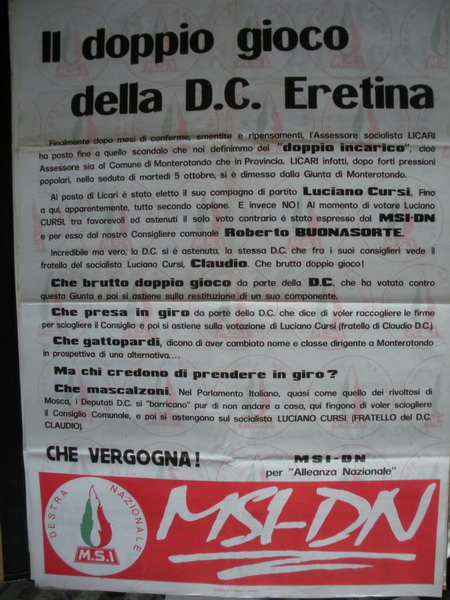 Il doppio gioco
della D.C. Eretina
Finalmente dopo mesi di conferme, smentite e ripensamenti, l'Assessore socialista LICARI
ha posto fine a quello scandalo che noi definimmo del "doppio incarico", cioè
Assessore sia al Comune di Monterotondo che in Provincia. LICARI infatti, dopo forti pressioni
popolari, nella seduta di martedì 5 ottobre, si è dimesso dalla Giunta di Monterotondo.
Al posto di Licari è stato eletto il suo compagno di partito Luciano Cursi. Fino
a qui, apparentemente, tutto secondo copione. E invece NO! Al momento di votare Luciano
CURSI, tra favorevoli ed astenuti il solo voto contrario è stato espresso dal MSI-DN
e per esso dal nostro Consigliere comunale Roberto BUONASORTE.
Incredibile ma vero, la D.C. si è astenuta, la stessa D.C. che fra i suoi consiglieri vede il
fratello del socialista Luciano Cursi, Claudio. Che brutto doppio gioco!
Che brutto doppio gioco da parte della D.C. che ha votato contro
questa Giunta e poi si astiene sulla restituzione di un suo componente.
Che presa in giro da parte della D.C. che dice di voler raccogliere le firme
per sciogliere il Consiglio e poi si astiene sulla votazione di Luciano Cursi (fratello di Claudio D.C.)
Che gattopardi, dicono di aver cambiato nome e classe dirigente a Monterotondo
in prospettiva di una alternativa....
Ma chi credono di prendere in giro?
Che mascalzoni. Nel Parlamento Italiano, quasi come quello dei rivoltosi di
Mosca, i Deputati D.C. si "barricano" pur di non andare a casa, qui fingono di voler sciogliere
il Consiglio Comunale, e poi si astengono sul socialista LUCIANO CURSI (FRATELLO del D.C.
CLAUDIO).
CHE VERGOGNA!
MSI-DN
per "Alleanza Nazionale"
DESTRA NAZIONALE
M.S.I
MSI-DN